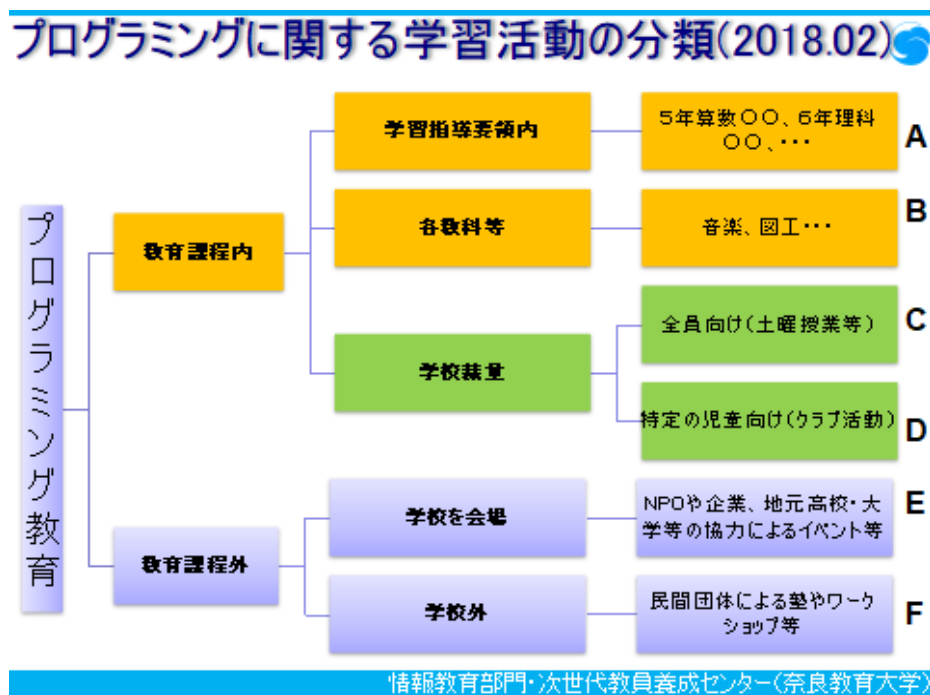 プログラミングに関する学習活動の分類(2018.02)
プログラミング教育
教育課程内
学習指導要領内
5年算数〇〇、6年理科
〇〇、・・・
A
各教科等
音楽、図工・・・
B
学校裁量
全員向け(土曜授業等)
C
特定の児童向け(クラブ活動)
D
教育課程外
学校を会場
NPOや企業、地元高校・大
学等の協力によるイベント等
E
学校外
民間団体による塾やワーク
ショップ等
F
情報教育部門・次世代教員養成センター(奈良教育大学)